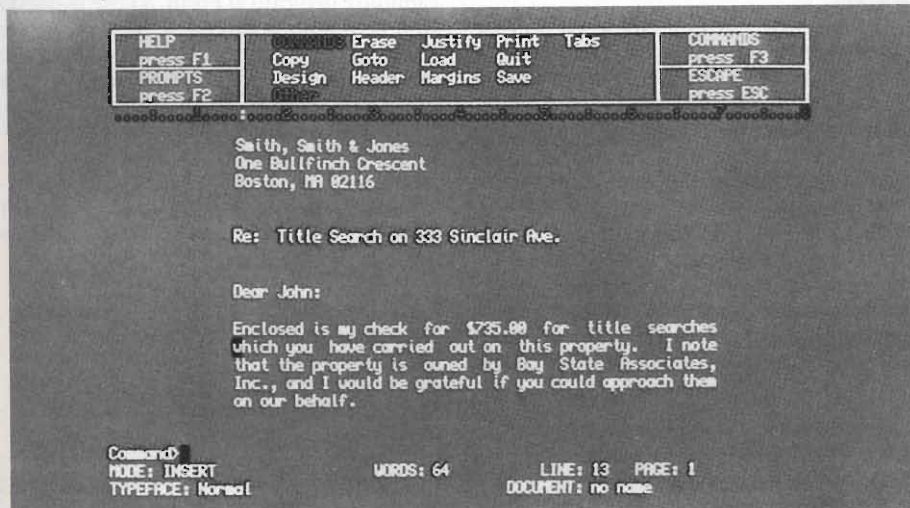 HELP
press F1
PROMPTS
press F2
COMMANDS Erase Justify Print Tabs
Copy Goto Load Quit
Design Header Margins Save
Other
COMMANDS
press F3
ESCAPE
press ESC
Smith, Smith & Jones
One Bullfinch Crescent
Boston, MA 02116
Re: Title Search on 333 Sinclair Ave.
Dear John:
Enclosed is my check for $735.00 for title searches
which you have carried out on this property. I note
that the property is owned by Bay State Associates,
Inc., and I would be grateful if you could approach them
on our behalf.
Command>
MODE: INSERT WORDS: 64 LINE: 13 PAGE: 1
TYPEFACE: Normal DOCUMENT: no name